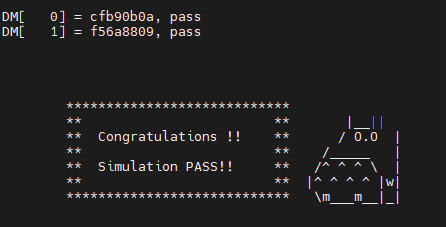 DM[   0] = cfb90b0a, pass
DM[   1] = f56a8809, pass
        ****************************
        **                        **       |__||
        **  Congratulations !!    **      / O.O  |
        **                        **    /_____   |
        **  Simulation PASS!!     **   /^ ^ ^ \  |
        **                        **  |^ ^ ^ ^ |w|
        ****************************   \m___m__|_|